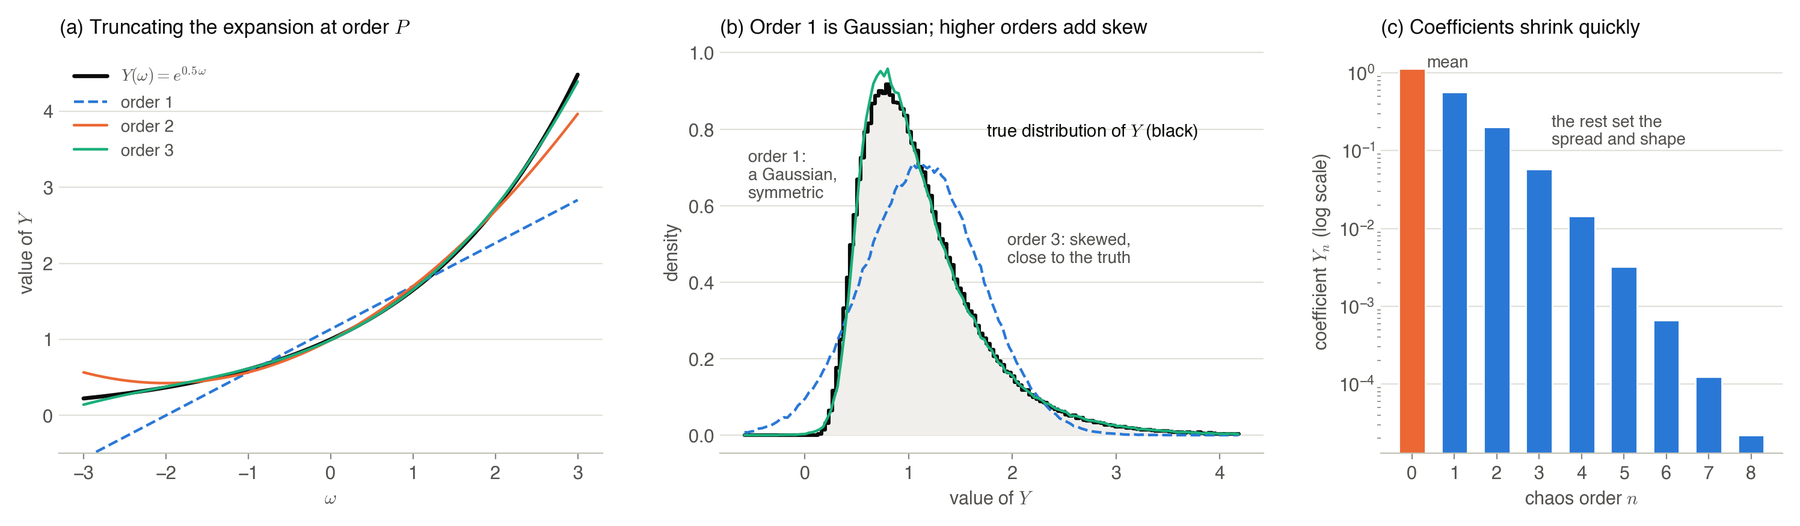 (a) Truncating the expansion at order P
Y(ω) = e^{0.5ω}
order 1
order 2
order 3
value of Y
4
3
2
1
0
−3
−2
−1
0
1
2
3
ω
(b) Order 1 is Gaussian; higher orders add skew
1.0
0.8
0.6
0.4
0.2
0.0
density
true distribution of Y (black)
order 1:
a Gaussian,
symmetric
order 3: skewed,
close to the truth
0
1
2
3
4
value of Y
(c) Coefficients shrink quickly
mean
the rest set the
spread and shape
10^0
10^{−1}
10^{−2}
10^{−3}
10^{−4}
coefficient Y_n (log scale)
0
1
2
3
4
5
6
7
8
chaos order n